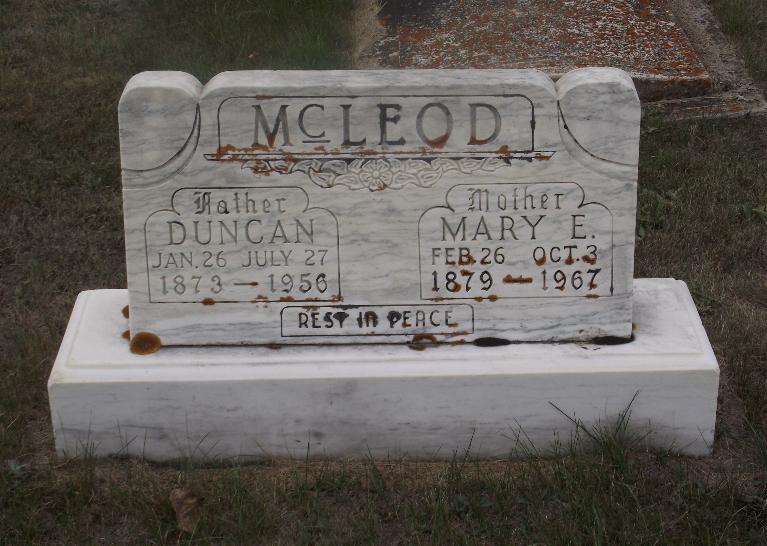 McLEOD
Father
DUNCAN
JAN. 26 JULY 27
1873 — 1956
Mother
MARY E.
FEB. 26 OCT. 3
1879 — 1967
REST IN PEACE